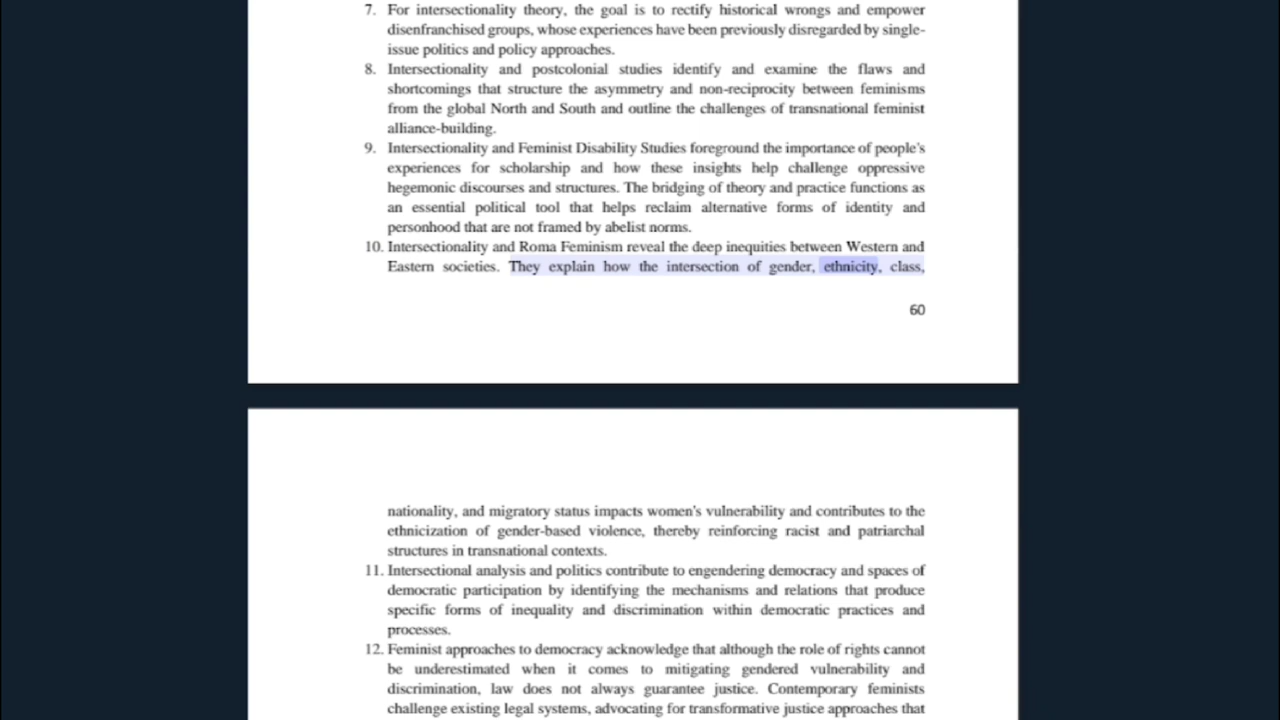 7. For intersectionality theory, the goal is to rectify historical wrongs and empower
disenfranchised groups, whose experiences have been previously disregarded by single-
issue politics and policy approaches.
8. Intersectionality and postcolonial studies identify and examine the flaws and
shortcomings that structure the asymmetry and non-reciprocity between feminisms
from the global North and South and outline the challenges of transnational feminist
alliance-building.
9. Intersectionality and Feminist Disability Studies foreground the importance of people's
experiences for scholarship and how these insights help challenge oppressive
hegemonic discourses and structures. The bridging of theory and practice functions as
an essential political tool that helps reclaim alternative forms of identity and
personhood that are not framed by abelist norms.
10. Intersectionality and Roma Feminism reveal the deep inequities between Western and
Eastern societies. They explain how the intersection of gender, ethnicity, class,
60
nationality, and migratory status impacts women's vulnerability and contributes to the
ethnicization of gender-based violence, thereby reinforcing racist and patriarchal
structures in transnational contexts.
11. Intersectional analysis and politics contribute to engendering democracy and spaces of
democratic participation by identifying the mechanisms and relations that produce
specific forms of inequality and discrimination within democratic practices and
processes.
12. Feminist approaches to democracy acknowledge that although the role of rights cannot
be underestimated when it comes to mitigating gendered vulnerability and
discrimination, law does not always guarantee justice. Contemporary feminists
challenge existing legal systems, advocating for transformative justice approaches that